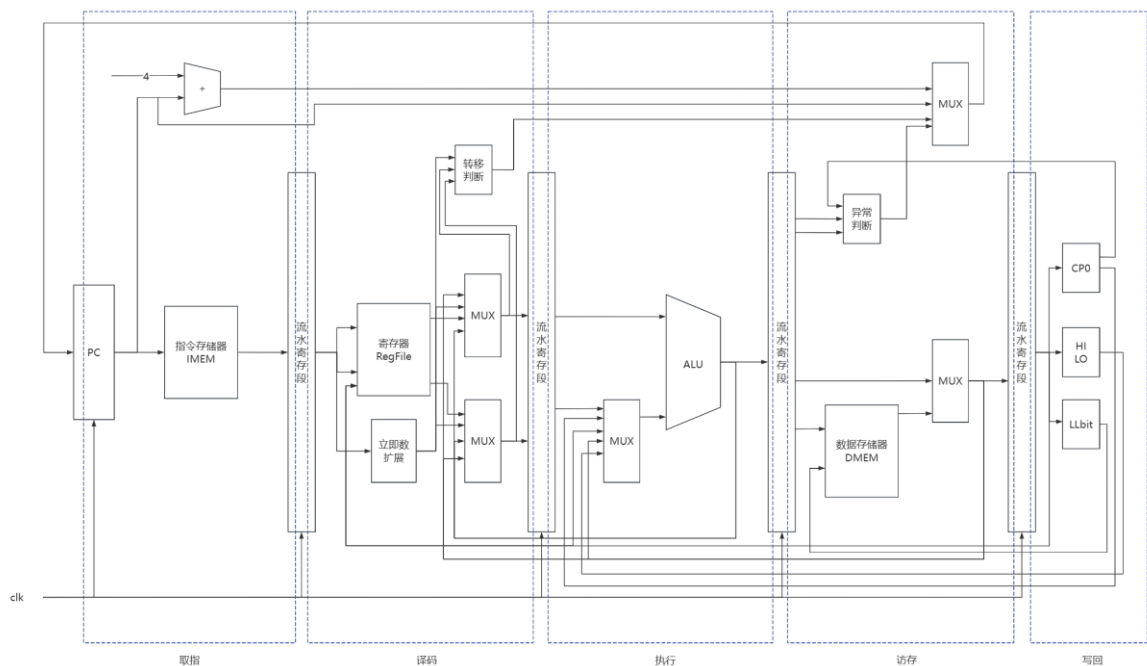 4
+
MUX
转移
判断
异常
判断
CP0
PC
指令存储器
IMEM
流水寄存段
寄存器
RegFile
MUX
流水寄存段
ALU
流水寄存段
流水寄存段
HI
LO
立即数
扩展
MUX
MUX
MUX
数据存储器
DMEM
LLbit
clk
取指
译码
执行
访存
写回